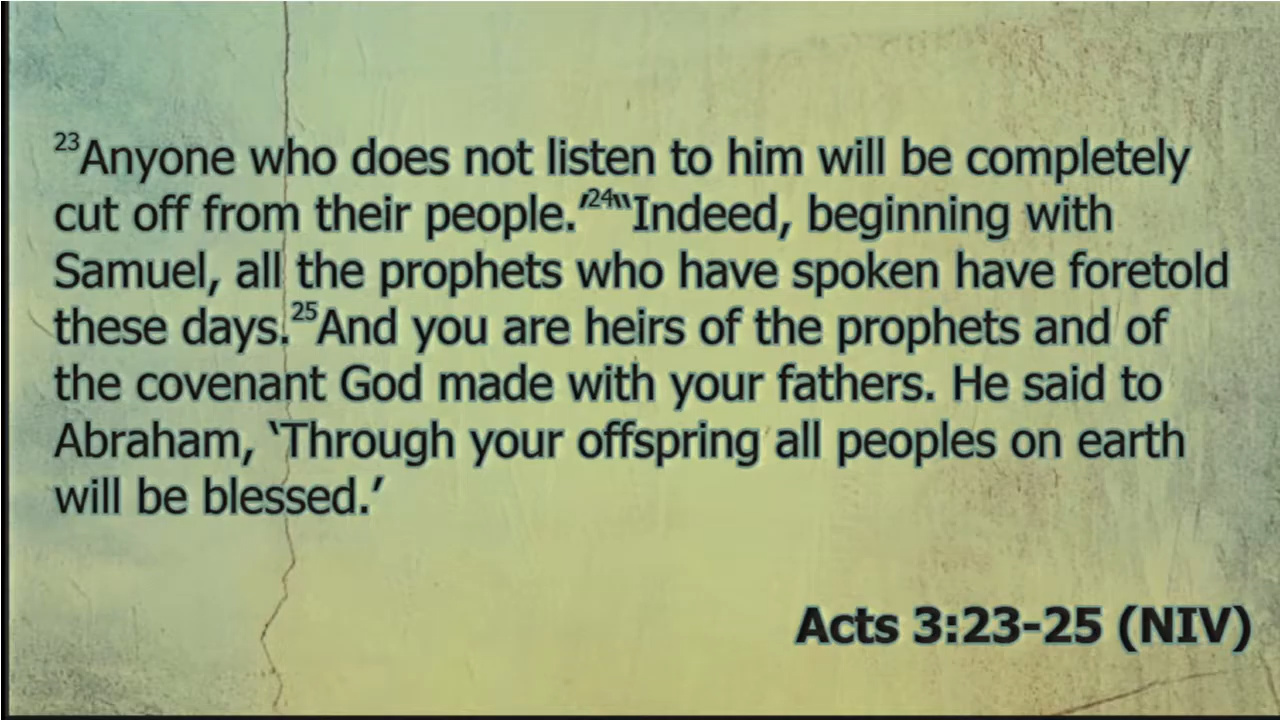 23Anyone who does not listen to him will be completely
cut off from their people.’24“Indeed, beginning with
Samuel, all the prophets who have spoken have foretold
these days.25And you are heirs of the prophets and of
the covenant God made with your fathers. He said to
Abraham, ‘Through your offspring all peoples on earth
will be blessed.’
Acts 3:23-25 (NIV)